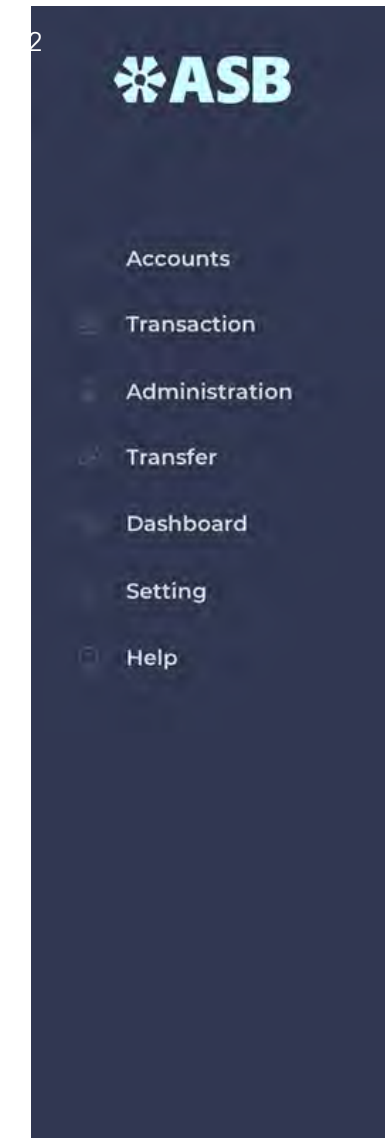 2
ASB
Accounts
Transaction
Administration
Transfer
Dashboard
Setting
Help